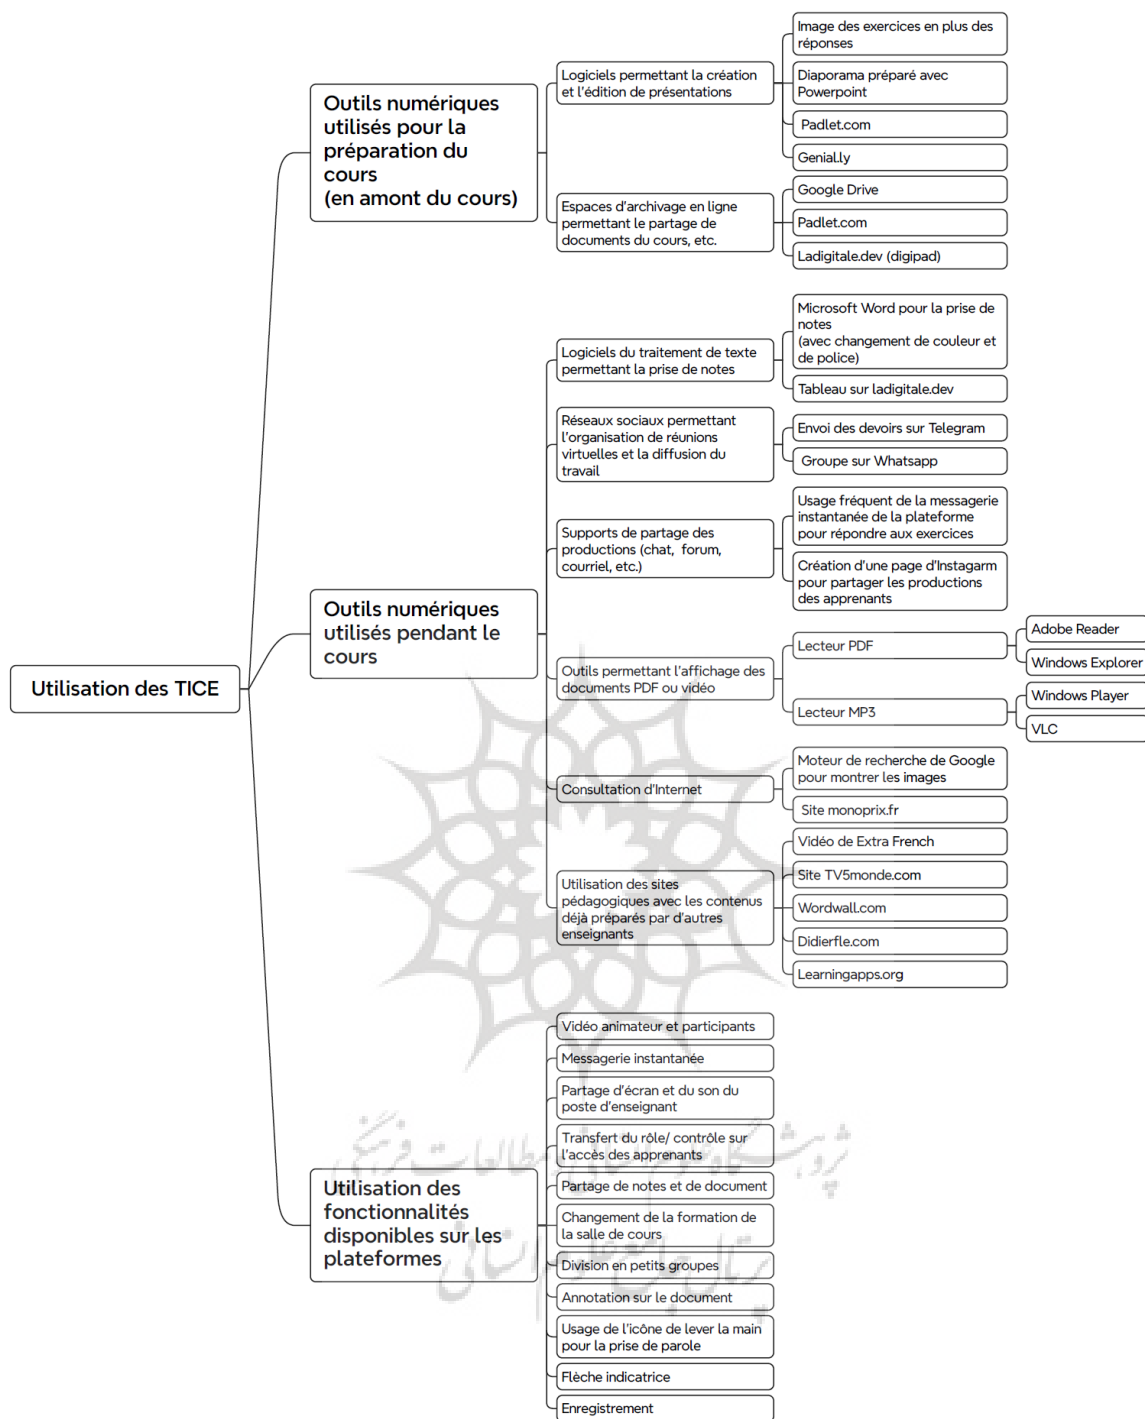 Utilisation des TICE
Outils numériques
utilisés pour la
préparation du
cours
(en amont du cours)
Logiciels permettant la création
et l'édition de présentations
Image des exercices en plus des
réponses
Diaporama préparé avec
Powerpoint
Padlet.com
Genial.ly
Espaces d'archivage en ligne
permettant le partage de
documents du cours, etc.
Google Drive
Padlet.com
Ladigitale.dev (digipad)
Outils numériques
utilisés pendant le
cours
Logiciels du traitement de texte
permettant la prise de notes
Microsoft Word pour la prise de
notes
(avec changement de couleur et
de police)
Tableau sur ladigitale.dev
Réseaux sociaux permettant
l'organisation de réunions
virtuelles et la diffusion du
travail
Envoi des devoirs sur Telegram
Groupe sur Whatsapp
Supports de partage des
productions (chat, forum,
courriel, etc.)
Usage fréquent de la messagerie
instantanée de la plateforme
pour répondre aux exercices
Création d'une page d'Instagarm
pour partager les productions
des apprenants
Outils permettant l'affichage des
documents PDF ou vidéo
Lecteur PDF
Adobe Reader
Windows Explorer
Lecteur MP3
Windows Player
VLC
Consultation d'Internet
Moteur de recherche de Google
pour montrer les images
Site monoprix.fr
Utilisation des sites
pédagogiques avec les contenus
déjà préparés par d'autres
enseignants
Vidéo de Extra French
Site TV5monde.com
Wordwall.com
Didierfle.com
Learningapps.org
Utilisation des
fonctionnalités
disponibles sur les
plateformes
Vidéo animateur et participants
Messagerie instantanée
Partage d'écran et du son du
poste d'enseignant
Transfert du rôle/ contrôle sur
l'accès des apprenants
Partage de notes et de document
Changement de la formation de
la salle de cours
Division en petits groupes
Annotation sur le document
Usage de l'icône de lever la main
pour la prise de parole
Flèche indicatrice
Enregistrement
پژوهشگاه علوم انسانی و مطالعات فرهنگی
پرتال جامع علوم انسانی